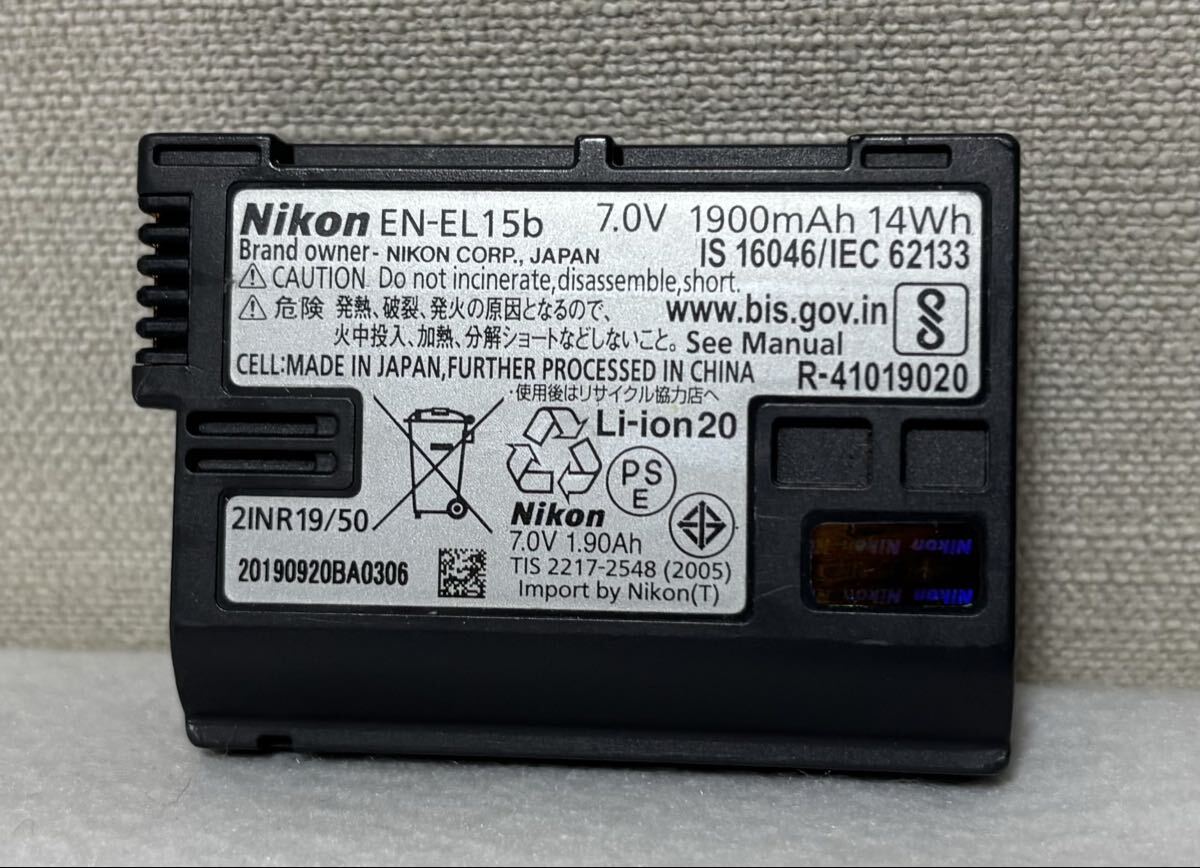 Nikon EN-EL15b 7.0V 1900mAh 14Wh
Brand owner- NIKON CORP., JAPAN IS 16046/IEC 62133
CAUTION Do not incinerate,disassemble,short.
危険 発熱、破裂、発火の原因となるので、 www.bis.gov.in
火中投入、加熱、分解ショートなどしないこと。 See Manual
CELL:MADE IN JAPAN,FURTHER PROCESSED IN CHINA R-41019020
・使用後はリサイクル協力店へ
Li-ion20
PS
E
2INR19/50
Nikon
7.0V 1.90Ah
20190920BA0306
TIS 2217-2548 (2005)
Import by Nikon(T)
Nikon Nikon
Nikon Nikon